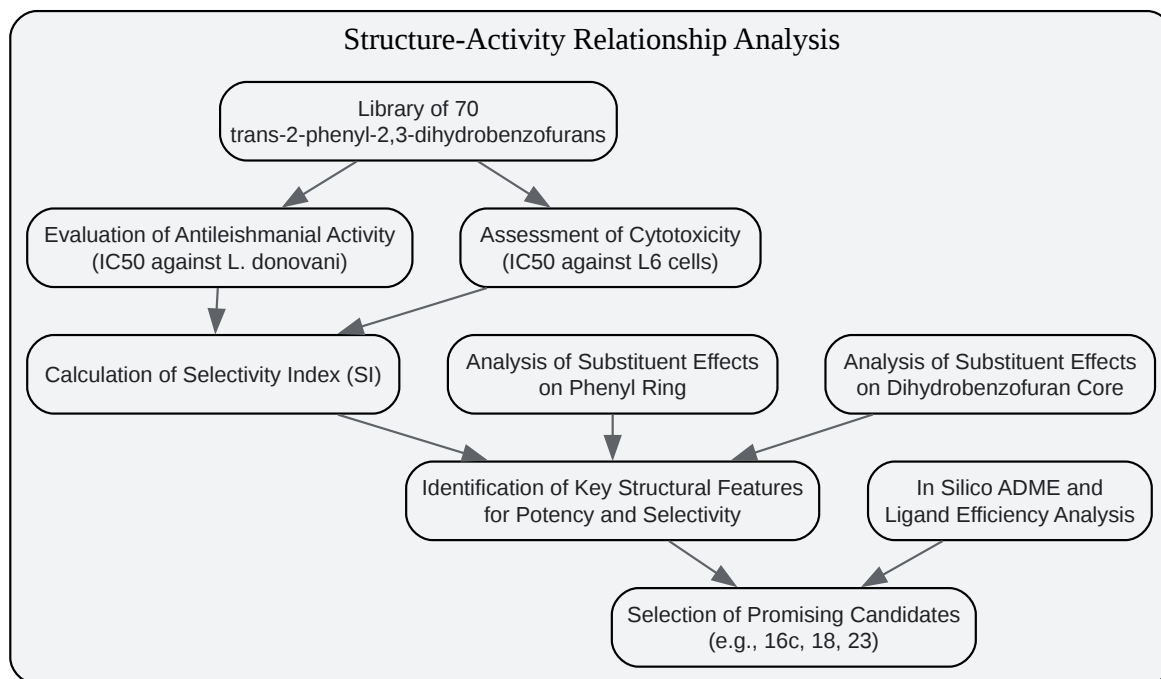 Structure-Activity Relationship Analysis
Library of 70
trans-2-phenyl-2,3-dihydrobenzofurans
Evaluation of Antileishmanial Activity
(IC50 against L. donovani)
Assessment of Cytotoxicity
(IC50 against L6 cells)
Calculation of Selectivity Index (SI)
Analysis of Substituent Effects
on Phenyl Ring
Analysis of Substituent Effects
on Dihydrobenzofuran Core
Identification of Key Structural Features
for Potency and Selectivity
In Silico ADME and
Ligand Efficiency Analysis
Selection of Promising Candidates
(e.g., 16c, 18, 23)